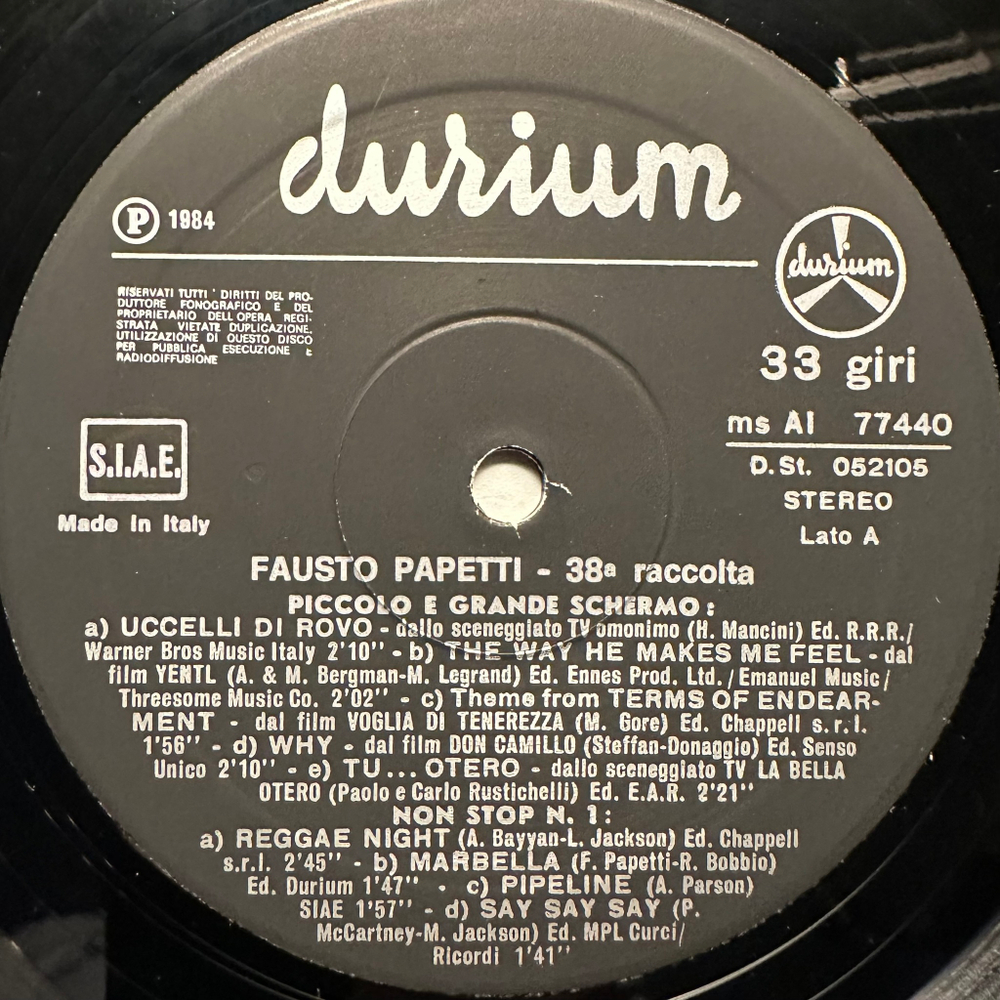 durium
P 1984
durium
RISERVATI TUTTI I DIRITTI DEL PRO-
DUTTORE FONOGRAFICO E DEL
PROPRIETARIO DELL'OPERA REGI-
STRATA VIETATE DUPLICAZIONE,
UTILIZZAZIONE DI QUESTO DISCO
PER PUBBLICA ESECUZIONE E
RADIODIFFUSIONE
33 giri
ms AI 77440
D.St. 052105
STEREO
Lato A
S.I.A.E.
Made in Italy
FAUSTO PAPETTI - 38ª raccolta
PICCOLO E GRANDE SCHERMO:
a) UCCELLI DI ROVO - dallo sceneggiato TV omonimo (H. Mancini) Ed. R.R.R./
Warner Bros Music Italy 2'10'' - b) THE WAY HE MAKES ME FEEL - dal
film YENTL (A. & M. Bergman-M. Legrand) Ed. Ennes Prod. Ltd./Emanuel Music/
Threesome Music Co. 2'02'' - c) Theme from TERMS OF ENDEAR-
MENT - dal film VOGLIA DI TENEREZZA (M. Gore) Ed. Chappell s.r.l.
1'56'' - d) WHY - dal film DON CAMILLO (Steffan-Donaggio) Ed. Senso
Unico 2'10'' - e) TU... OTERO - dallo sceneggiato TV LA BELLA
OTERO (Paolo e Carlo Rustichelli) Ed. E.A.R. 2'21''
NON STOP N. 1:
a) REGGAE NIGHT (A. Bayyan-L. Jackson) Ed. Chappell
s.r.l. 2'45'' - b) MARBELLA (F. Papetti-R. Bobbio)
Ed. Durium 1'47'' - c) PIPELINE (A. Parson)
SIAE 1'57'' - d) SAY SAY SAY (P.
McCartney-M. Jackson) Ed. MPL Curci/
Ricordi 1'41''